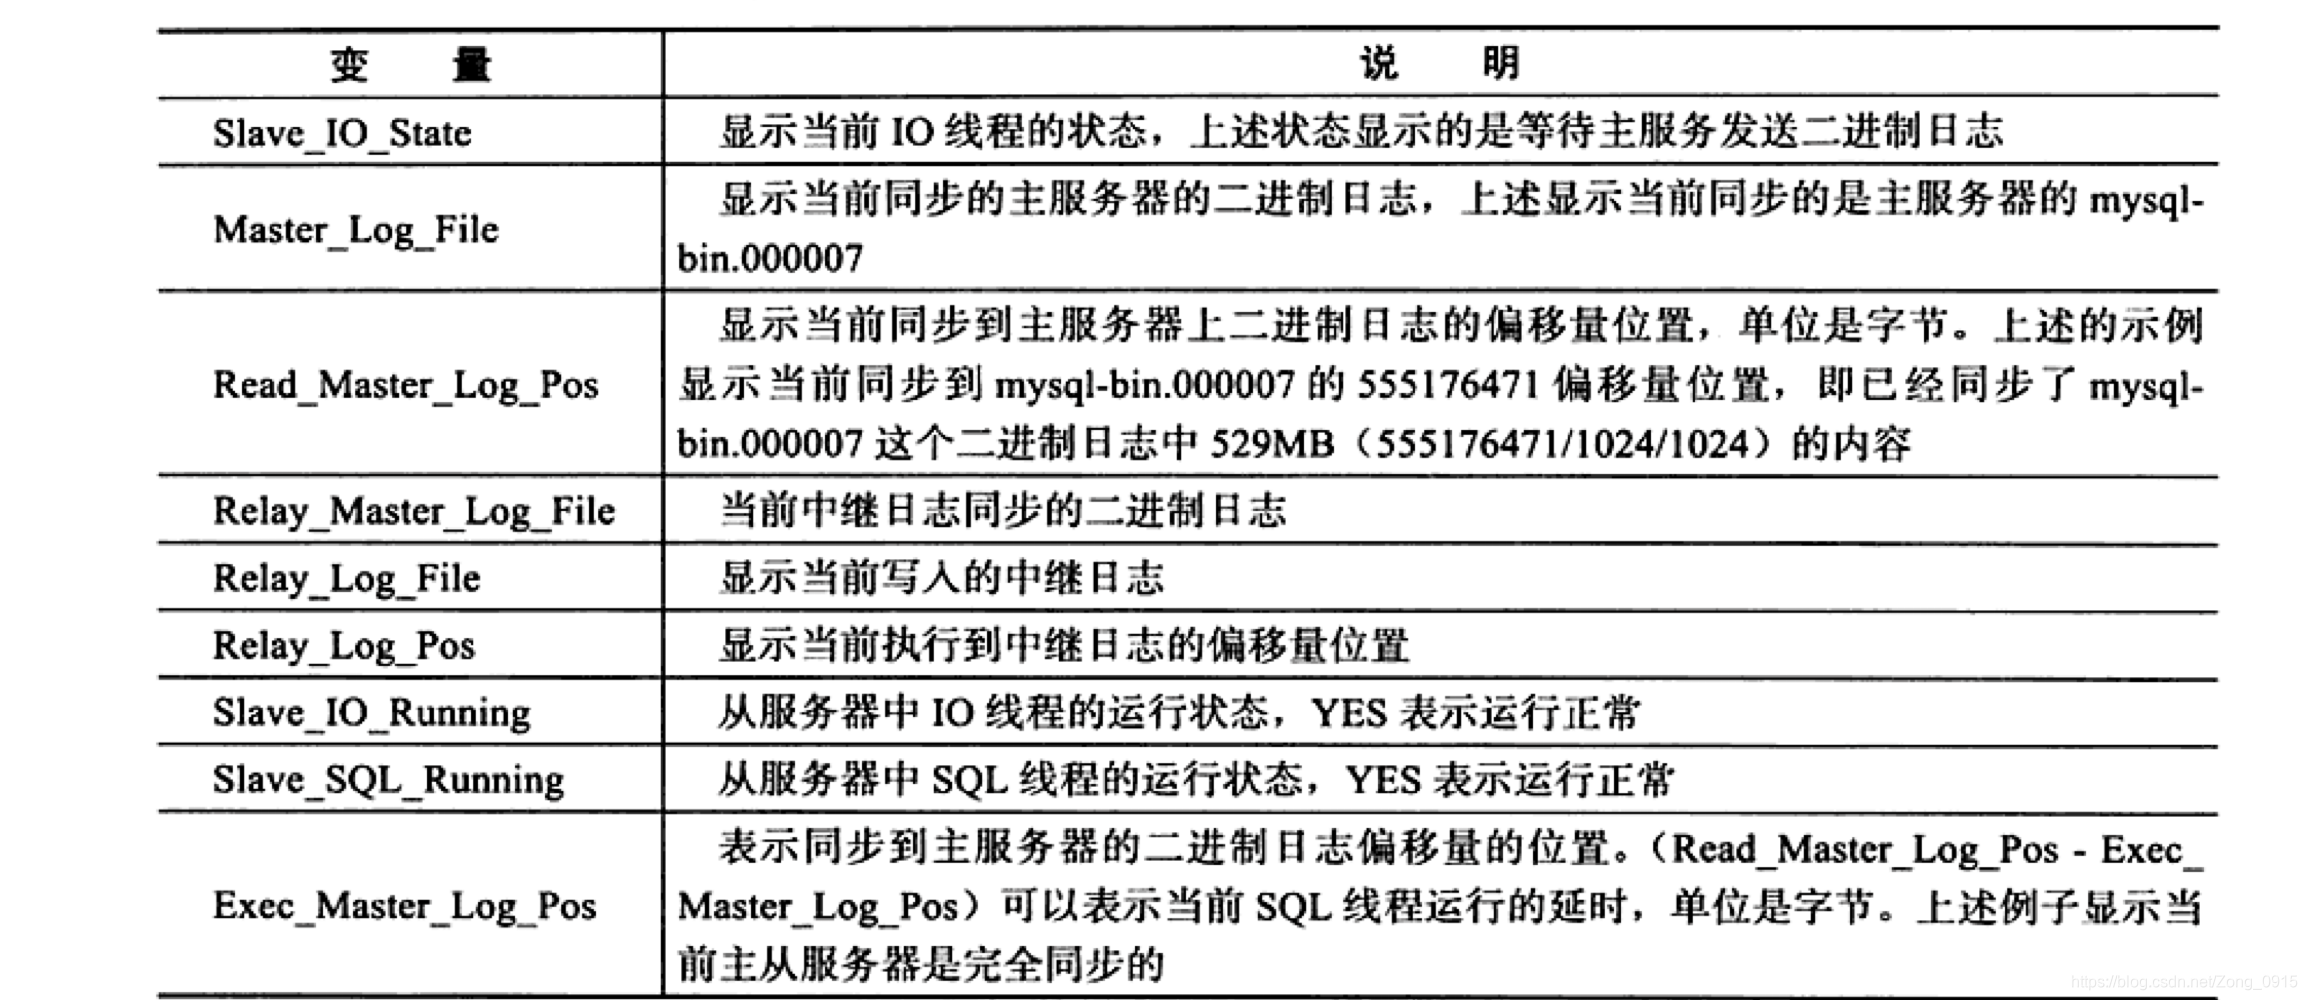 变 量 说 明
Slave_IO_State 显示当前 IO 线程的状态，上述状态显示的是等待主服务发送二进制日志
Master_Log_File 显示当前同步的主服务器的二进制日志，上述显示当前同步的是主服务器的 mysql-
bin.000007
显示当前同步到主服务器上二进制日志的偏移量位置，单位是字节。上述的示例
Read_Master_Log_Pos 显示当前同步到 mysql-bin.000007 的 555176471 偏移量位置，即已经同步了 mysql-
bin.000007 这个二进制日志中 529MB（555176471/1024/1024）的内容
Relay_Master_Log_File 当前中继日志同步的二进制日志
Relay_Log_File 显示当前写入的中继日志
Relay_Log_Pos 显示当前执行到中继日志的偏移量位置
Slave_IO_Running 从服务器中 IO 线程的运行状态，YES 表示运行正常
Slave_SQL_Running 从服务器中 SQL 线程的运行状态，YES 表示运行正常
表示同步到主服务器的二进制日志偏移量的位置。（Read_Master_Log_Pos - Exec_
Exec_Master_Log_Pos Master_Log_Pos）可以表示当前 SQL 线程运行的延时，单位是字节。上述例子显示当
前主从服务器是完全同步的
https://blog.csdn.net/Zong_0915